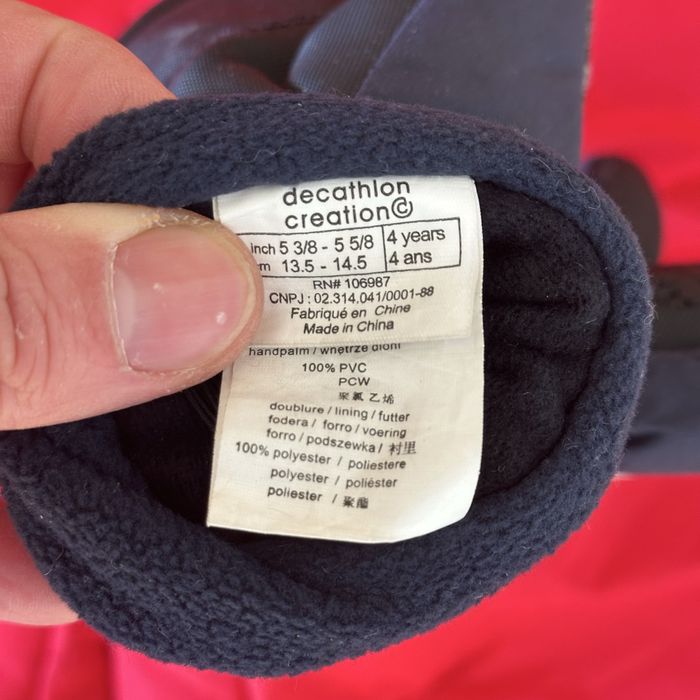 decathlon
creation©
inch 5 3/8 - 5 5/8 4 years
13.5 - 14.5 4 ans
RN# 106987
CNPJ : 02.314.041/0001-88
Fabriqué en Chine
Made in China
handpalm / wnętrze dłoni
100% PVC
PCW
聚氯乙烯
doublure / lining / futter
fodera / forro / voering
forro / podszewka / 衬里
100% polyester / poliestere
polyester / poliéster
poliester / 聚酯